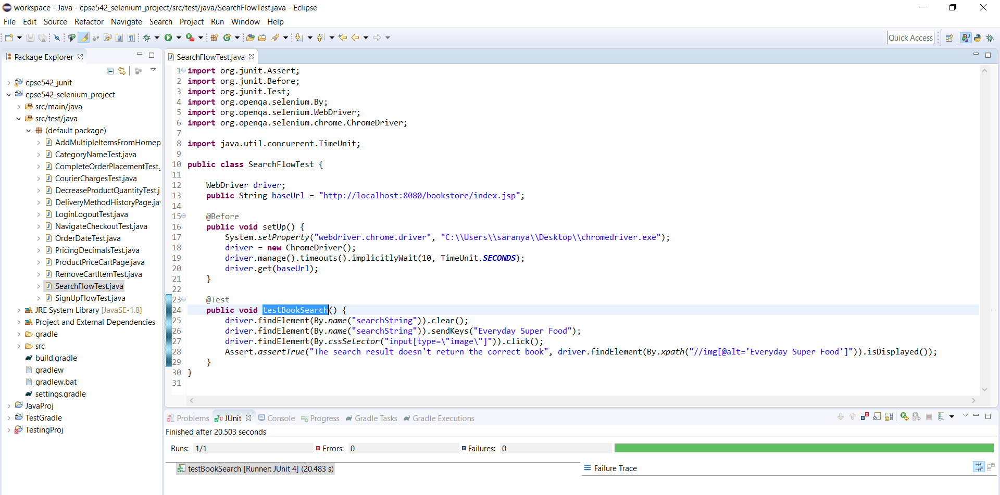 workspace - Java - cpse542_selenium_project/src/test/java/SearchFlowTest.java - Eclipse
File Edit Source Refactor Navigate Search Project Run Window Help
Quick Access
Package Explorer
cpse542_junit
cpse542_selenium_project
src/main/java
src/test/java
(default package)
AddMultipleItemsFromHomep
CategoryNameTest.java
CompleteOrderPlacementTest.
CourierChargesTest.java
DecreaseProductQuantityTest.j
DeliveryMethodHistoryPage.jav
LoginLogoutTest.java
NavigateCheckoutTest.java
OrderDateTest.java
PricingDecimalsTest.java
ProductPriceCartPage.java
RemoveCartItemTest.java
SearchFlowTest.java
SignUpFlowTest.java
JRE System Library [JavaSE-1.8]
Project and External Dependencies
gradle
src
build.gradle
gradlew
gradlew.bat
settings.gradle
JavaProj
TestGradle
TestingProj
SearchFlowTest.java
1 import org.junit.Assert;
2 import org.junit.Before;
3 import org.junit.Test;
4 import org.openqa.selenium.By;
5 import org.openqa.selenium.WebDriver;
6 import org.openqa.selenium.chrome.ChromeDriver;
7
8 import java.util.concurrent.TimeUnit;
9
10 public class SearchFlowTest {
11
12 WebDriver driver;
13 public String baseUrl = "http://localhost:8080/bookstore/index.jsp";
14
15 @Before
16 public void setUp() {
17 System.setProperty("webdriver.chrome.driver", "C:\\Users\\saranya\\Desktop\\chromedriver.exe");
18 driver = new ChromeDriver();
19 driver.manage().timeouts().implicitlyWait(10, TimeUnit.SECONDS);
20 driver.get(baseUrl);
21 }
22
23 @Test
24 public void testBookSearch() {
25 driver.findElement(By.name("searchString")).clear();
26 driver.findElement(By.name("searchString")).sendKeys("Everyday Super Food");
27 driver.findElement(By.cssSelector("input[type=\"image\"]")).click();
28 Assert.assertTrue("The search result doesn't return the correct book", driver.findElement(By.xpath("//img[@alt='Everyday Super Food']")).isDisplayed());
29 }
30 }
31
Problems JUnit Console Progress Gradle Tasks Gradle Executions
Finished after 20.503 seconds
Runs: 1/1 Errors: 0 Failures: 0
testBookSearch [Runner: JUnit 4] (20.483 s)
Failure Trace